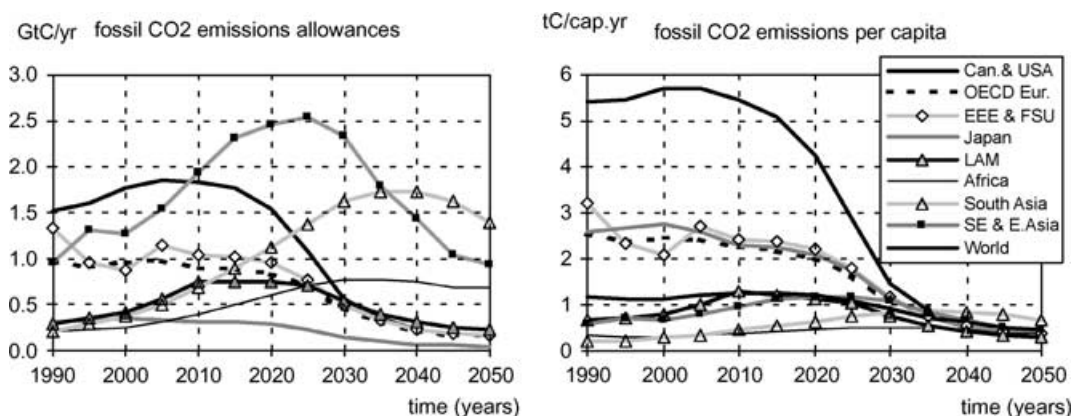 GtC/yr fossil CO2 emissions allowances
3.0
2.5
2.0
1.5
1.0
0.5
0.0
1990 2000 2010 2020 2030 2040 2050
time (years)
tC/cap.yr fossil CO2 emissions per capita
6
5
4
3
2
1
0
1990 2000 2010 2020 2030 2040 2050
time (years)
Can.& USA
OECD Eur.
EEE & FSU
Japan
LAM
Africa
South Asia
SE & E.Asia
World